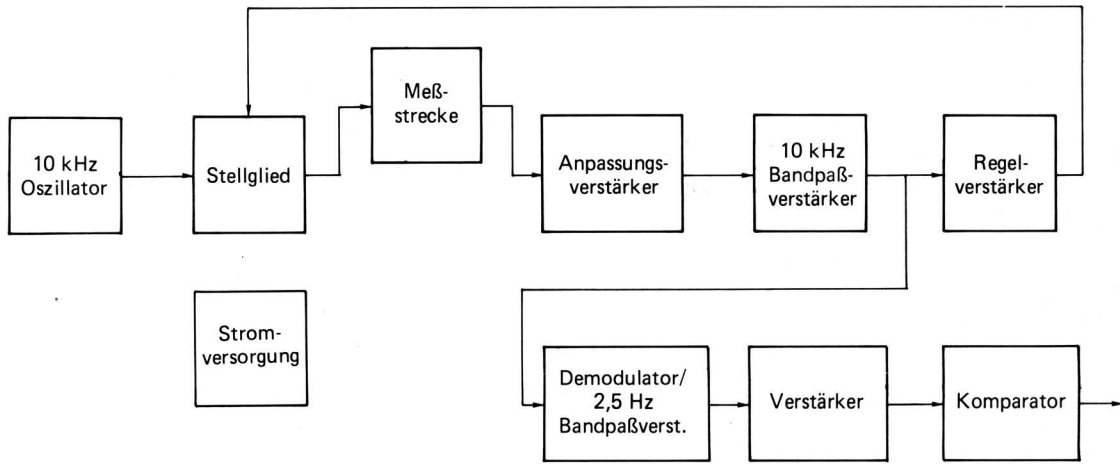 10 kHz
Oszillator
Stellglied
Meß-
strecke
Anpassungs-
verstärker
10 kHz
Bandpaß-
verstärker
Regel-
verstärker
Strom-
versorgung
Demodulator/
2,5 Hz
Bandpaßverst.
Verstärker
Komparator